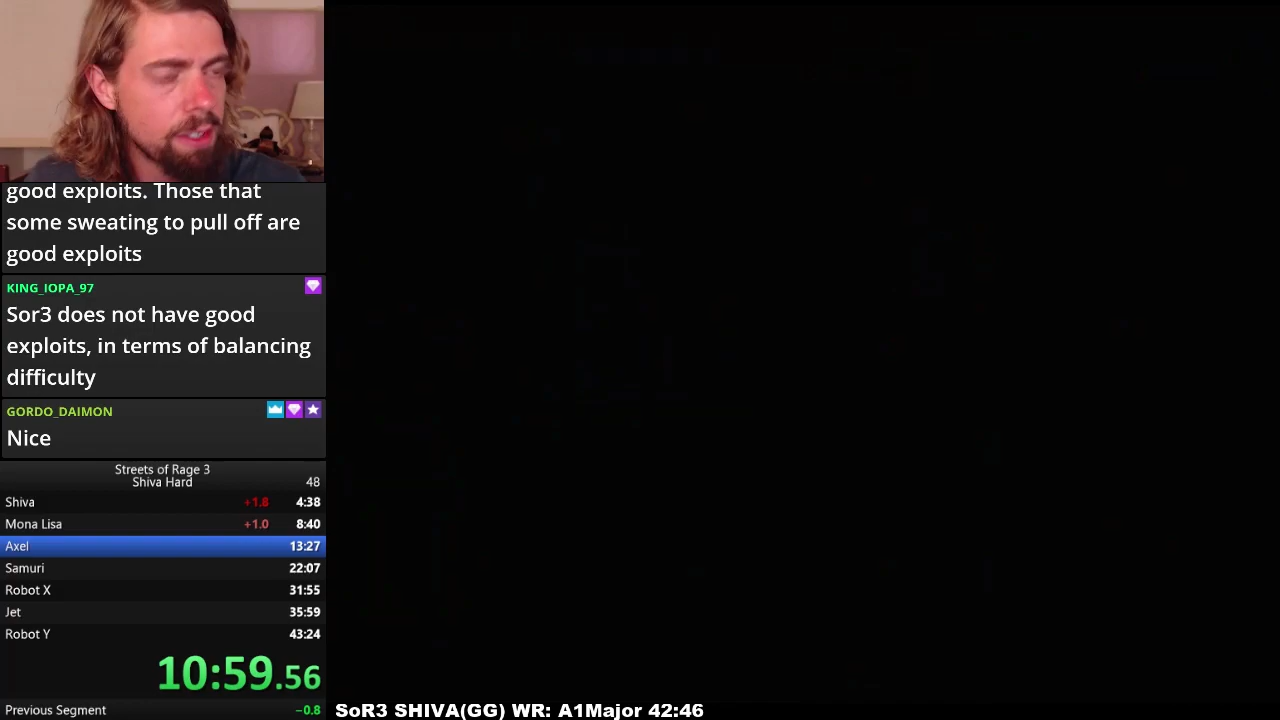 good exploits. Those that
some sweating to pull off are
good exploits
KING_IOPA_97
Sor3 does not have good
exploits, in terms of balancing
difficulty
GORDO_DAIMON
Nice
Streets of Rage 3
Shiva Hard 48
Shiva +1.8 4:38
Mona Lisa +1.0 8:40
Axel 13:27
Samuri 22:07
Robot X 31:55
Jet 35:59
Robot Y 43:24
10:59.56
Previous Segment -0.8
SoR3 SHIVA(GG) WR: A1Major 42:46